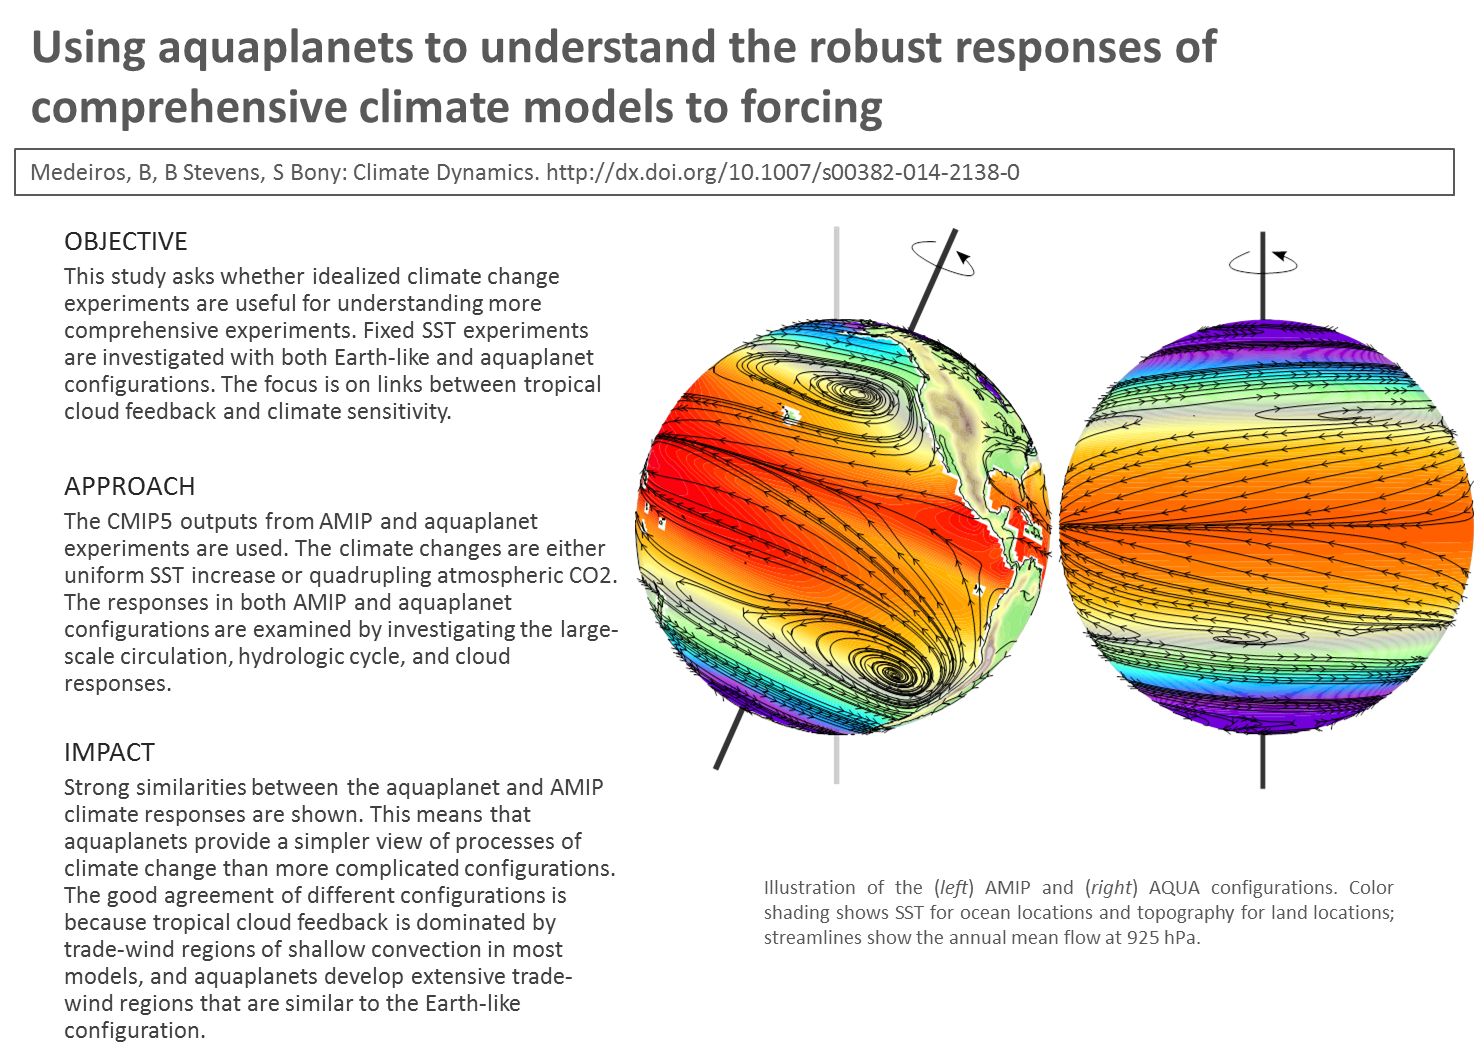 Using aquaplanets to understand the robust responses of
comprehensive climate models to forcing
Medeiros, B, B Stevens, S Bony: Climate Dynamics. http://dx.doi.org/10.1007/s00382-014-2138-0
OBJECTIVE
This study asks whether idealized climate change
experiments are useful for understanding more
comprehensive experiments. Fixed SST experiments
are investigated with both Earth-like and aquaplanet
configurations. The focus is on links between tropical
cloud feedback and climate sensitivity.
APPROACH
The CMIP5 outputs from AMIP and aquaplanet
experiments are used. The climate changes are either
uniform SST increase or quadrupling atmospheric CO2.
The responses in both AMIP and aquaplanet
configurations are examined by investigating the large-
scale circulation, hydrologic cycle, and cloud
responses.
IMPACT
Strong similarities between the aquaplanet and AMIP
climate responses are shown. This means that
aquaplanets provide a simpler view of processes of
climate change than more complicated configurations.
The good agreement of different configurations is
because tropical cloud feedback is dominated by
trade-wind regions of shallow convection in most
models, and aquaplanets develop extensive trade-
wind regions that are similar to the Earth-like
configuration.
Illustration of the (left) AMIP and (right) AQUA configurations. Color
shading shows SST for ocean locations and topography for land locations;
streamlines show the annual mean flow at 925 hPa.